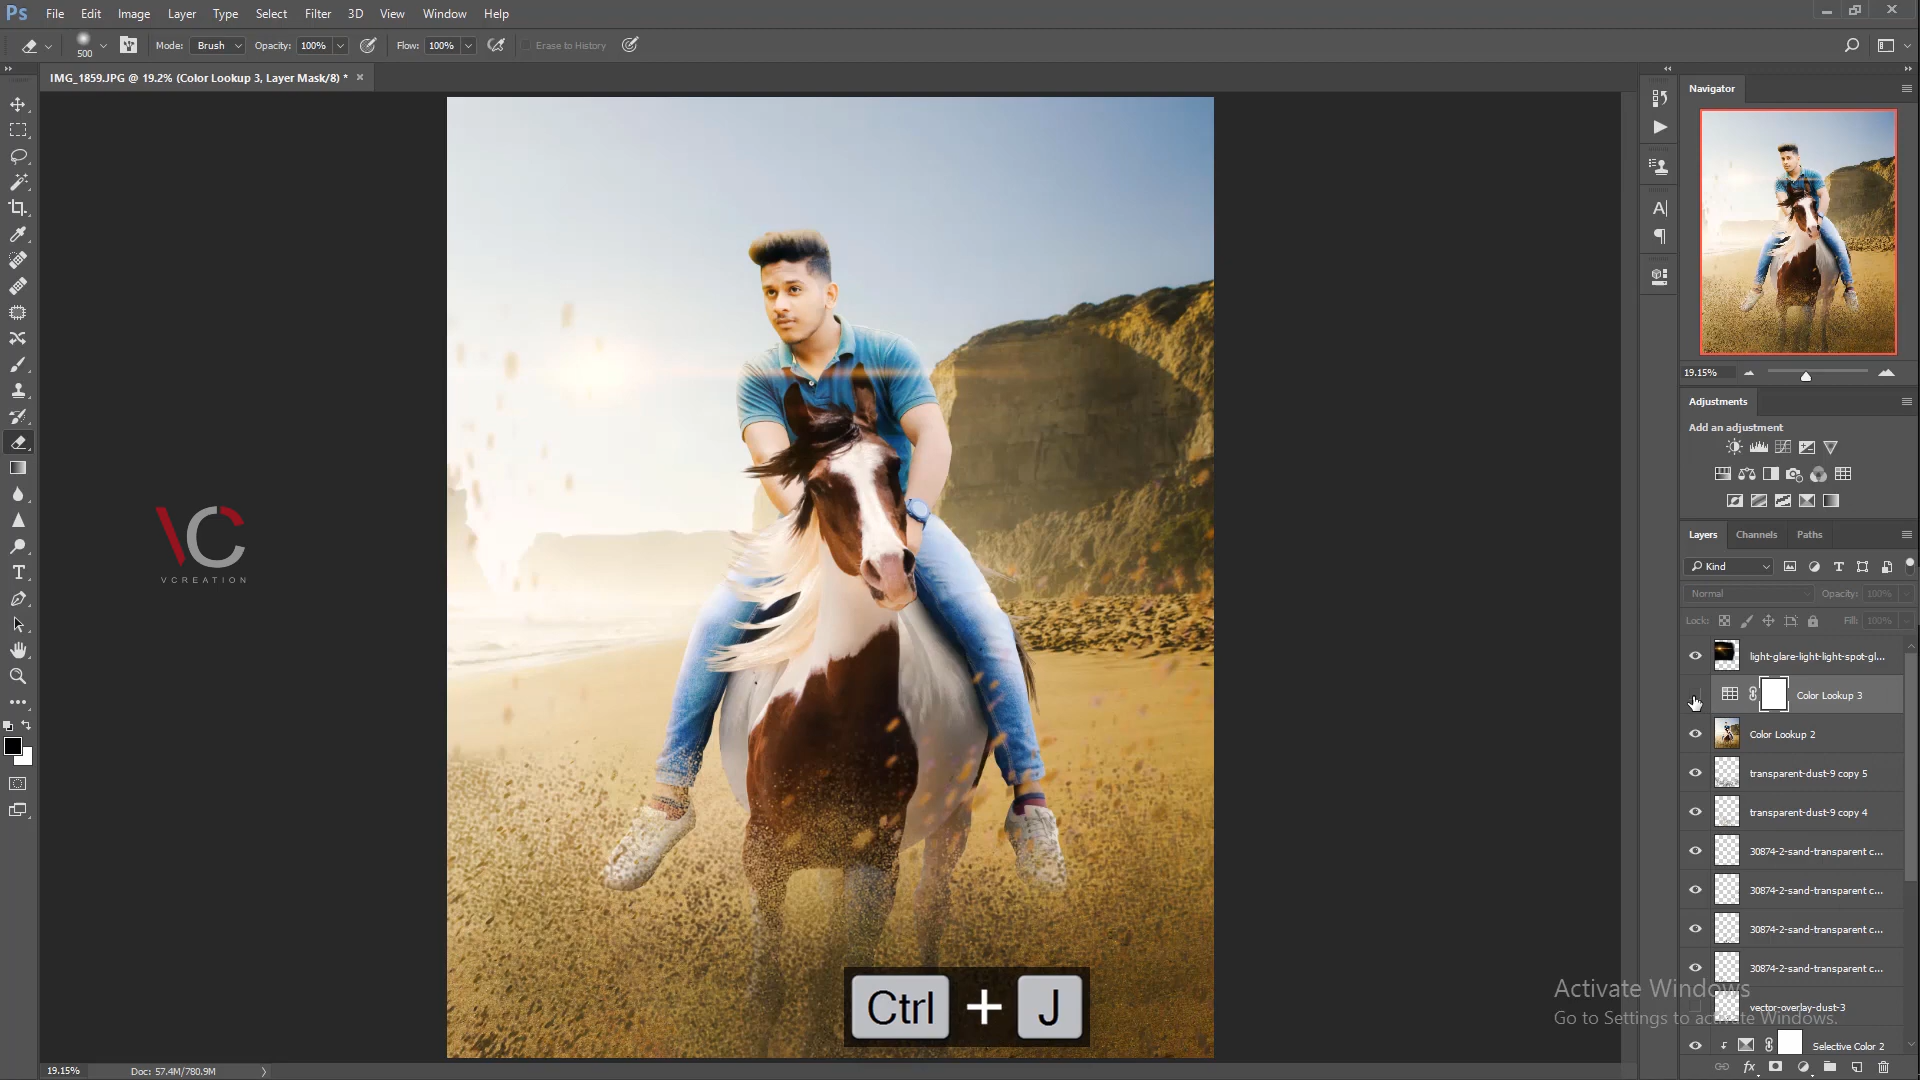 Ps File Edit Image Layer Type Select Filter 3D View Window Help
500 Mode: Brush Opacity: 100% Flow: 100% Erase to History
IMG_1859.JPG @ 19.2% (Color Lookup 3, Layer Mask/8) * ×
Navigator
19.15%
Adjustments
Add an adjustment
Layers Channels Paths
Kind
Normal Opacity: 100%
Lock: Fill: 100%
light-glare-light-light-spot-gl...
Color Lookup 3
Color Lookup 2
transparent-dust-9 copy 5
transparent-dust-9 copy 4
30874-2-sand-transparent c...
30874-2-sand-transparent c...
30874-2-sand-transparent c...
30874-2-sand-transparent c...
vector-overlay-dust-3
Selective Color 2
VC
VCREATION
Ctrl + J
Activate Windows
Go to Settings to activate Windows.
19.15% Doc: 57.4M/780.9M